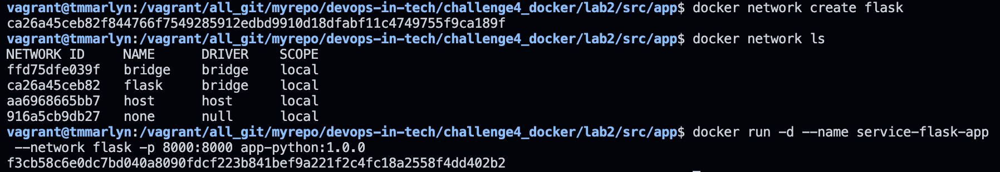 vagrant@tmmarlyn:/vagrant/all_git/myrepo/devops-in-tech/challenge4_docker/lab2/src/app$ docker network create flask
ca26a45ceb82f844766f7549285912edbd9910d18dfabf11c4749755f9ca189f
vagrant@tmmarlyn:/vagrant/all_git/myrepo/devops-in-tech/challenge4_docker/lab2/src/app$ docker network ls
NETWORK ID     NAME      DRIVER    SCOPE
ffd75dfe039f   bridge    bridge    local
ca26a45ceb82   flask     bridge    local
aa6968665bb7   host      host      local
916a5cb9db27   none      null      local
vagrant@tmmarlyn:/vagrant/all_git/myrepo/devops-in-tech/challenge4_docker/lab2/src/app$ docker run -d --name service-flask-app
 --network flask -p 8000:8000 app-python:1.0.0
f3cb58c6e0dc7bd040a8090fdcf223b841bef9a221f2c4fc18a2558f4dd402b2